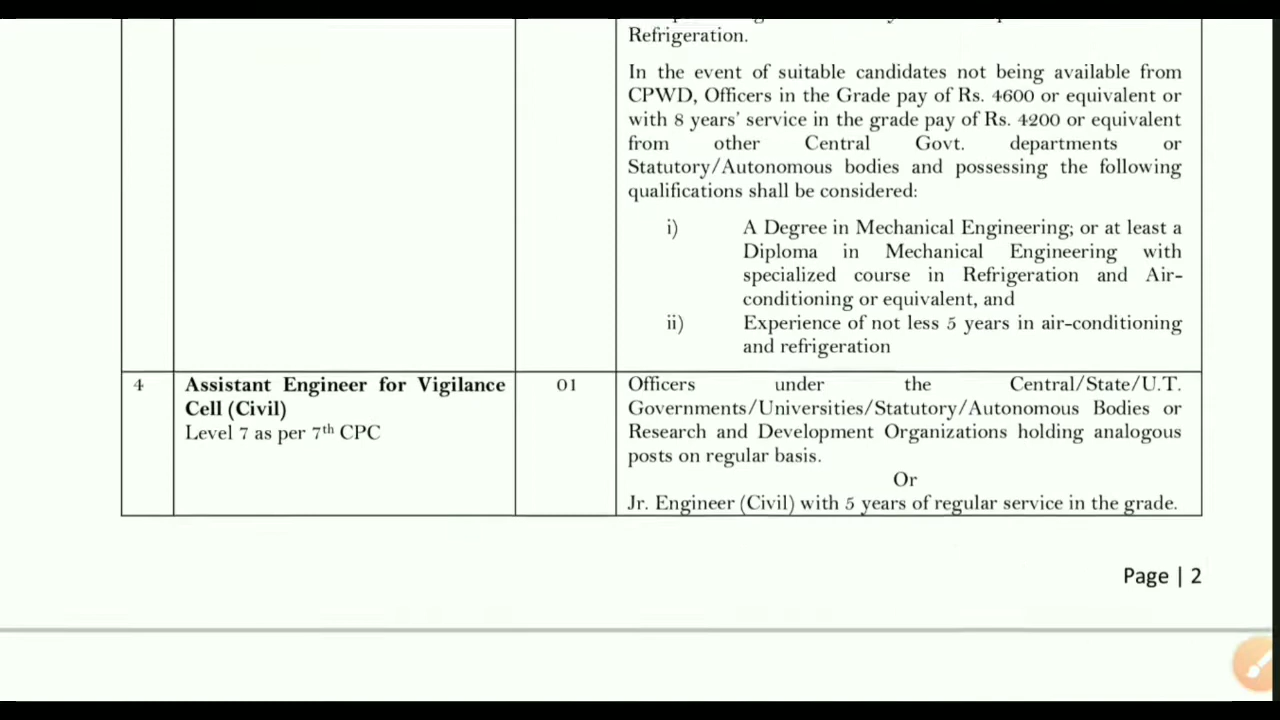 Refrigeration.
In the event of suitable candidates not being available from
CPWD, Officers in the Grade pay of Rs. 4600 or equivalent or
with 8 years' service in the grade pay of Rs. 4200 or equivalent
from other Central Govt. departments or
Statutory/Autonomous bodies and possessing the following
qualifications shall be considered:
i) A Degree in Mechanical Engineering; or at least a
Diploma in Mechanical Engineering with
specialized course in Refrigeration and Air-
conditioning or equivalent, and
ii) Experience of not less 5 years in air-conditioning
and refrigeration
4
Assistant Engineer for Vigilance
Cell (Civil)
Level 7 as per 7th CPC
01
Officers under the Central/State/U.T.
Governments/Universities/Statutory/Autonomous Bodies or
Research and Development Organizations holding analogous
posts on regular basis.
Or
Jr. Engineer (Civil) with 5 years of regular service in the grade.
Page | 2